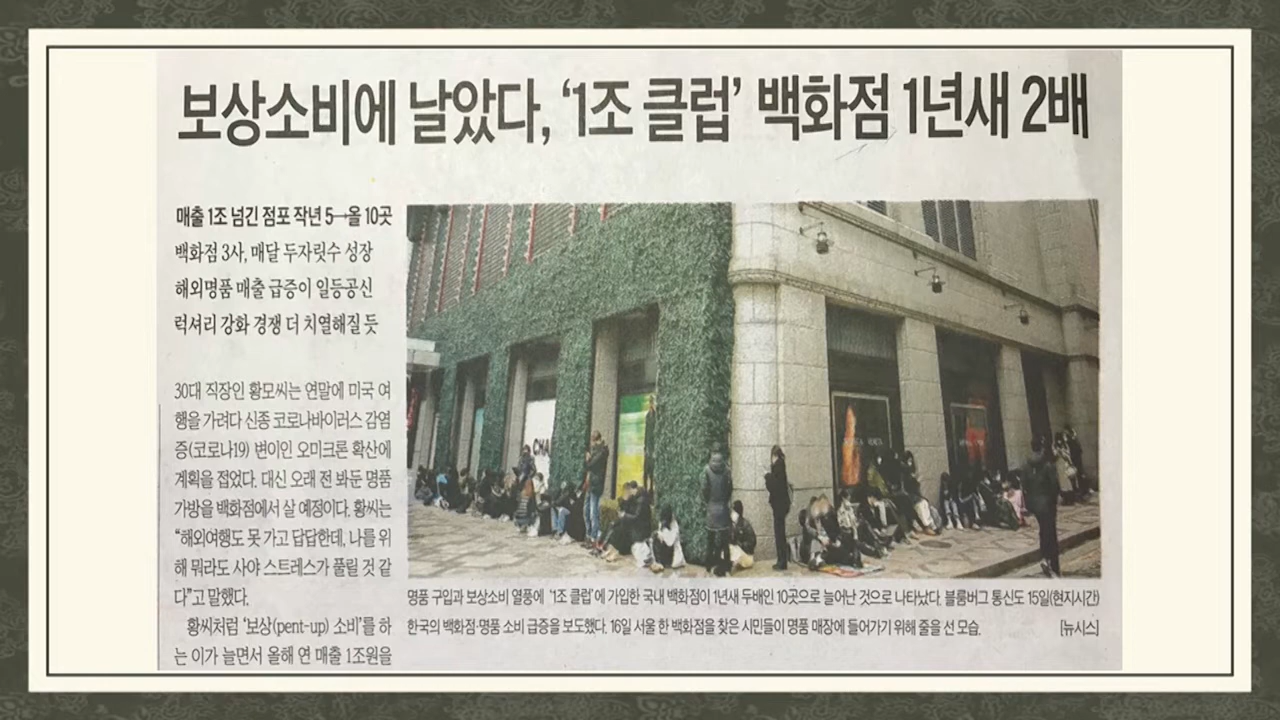 보상소비에 날았다, ‘1조 클럽’ 백화점 1년새 2배
매출 1조 넘긴 점포 작년 5→올 10곳
백화점 3사, 매달 두자릿수 성장
해외명품 매출 급증이 일등공신
럭셔리 강화 경쟁 더 치열해질 듯
30대 직장인 황모씨는 연말에 미국 여
행을 가려다 신종 코로나바이러스 감염
증(코로나19) 변이인 오미크론 확산에
계획을 접었다. 대신 오래 전 봐둔 명품
가방을 백화점에서 살 예정이다. 황씨는
“해외여행도 못 가고 답답한데, 나를 위
해 뭐라도 사야 스트레스가 풀릴 것 같
다”고 말했다.
황씨처럼 ‘보상(pent-up) 소비’를 하
는 이가 늘면서 올해 연 매출 1조원을
CHA
명품 구입과 보상소비 열풍에 ‘1조 클럽’에 가입한 국내 백화점이 1년새 두배인 10곳으로 늘어난 것으로 나타났다. 블룸버그 통신도 15일(현지시간)
한국의 백화점·명품 소비 급증을 보도했다. 16일 서울 한 백화점을 찾은 시민들이 명품 매장에 들어가기 위해 줄을 선 모습.
[뉴시스]